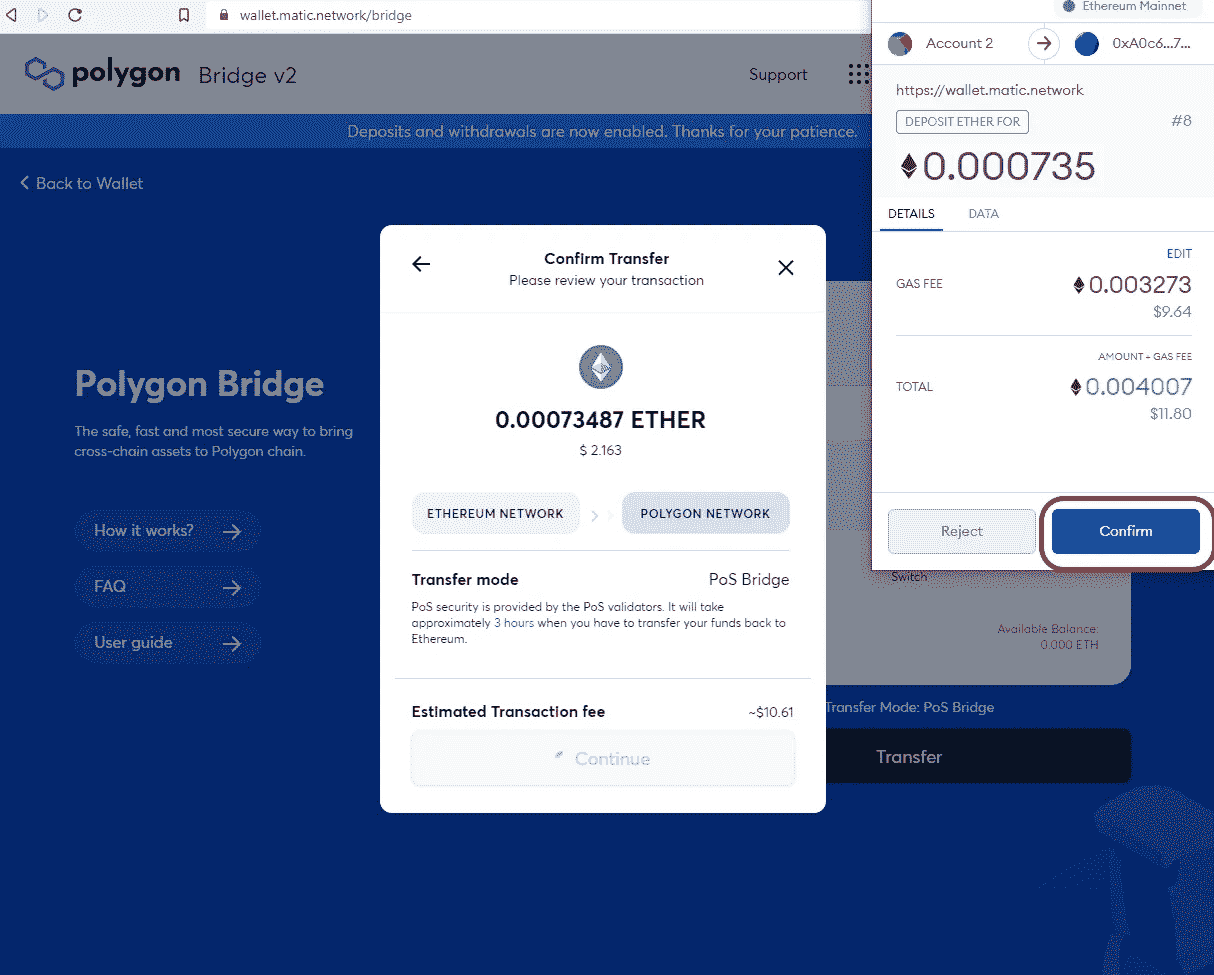 wallet.matic.network/bridge
polygon Bridge v2
Support
Deposits and withdrawals are now enabled. Thanks for your patience.
Back to Wallet
Polygon Bridge
The safe, fast and most secure way to bring
cross-chain assets to Polygon chain.
How it works?
FAQ
User guide
Confirm Transfer
Please review your transaction
0.00073487 ETHER
$ 2.163
ETHEREUM NETWORK
POLYGON NETWORK
Transfer mode PoS Bridge
PoS security is provided by the PoS validators. It will take
approximately 3 hours when you have to transfer your funds back to
Ethereum.
Estimated Transaction fee ~$10.61
Continue
Ethereum Mainnet
Account 2 0xA0c6...7...
https://wallet.matic.network
DEPOSIT ETHER FOR #8
0.000735
DETAILS DATA
EDIT
GAS FEE 0.003273
$9.64
AMOUNT + GAS FEE
TOTAL 0.004007
$11.80
Reject Confirm
Switch
Available Balance:
0.000 ETH
Transfer Mode: PoS Bridge
Transfer